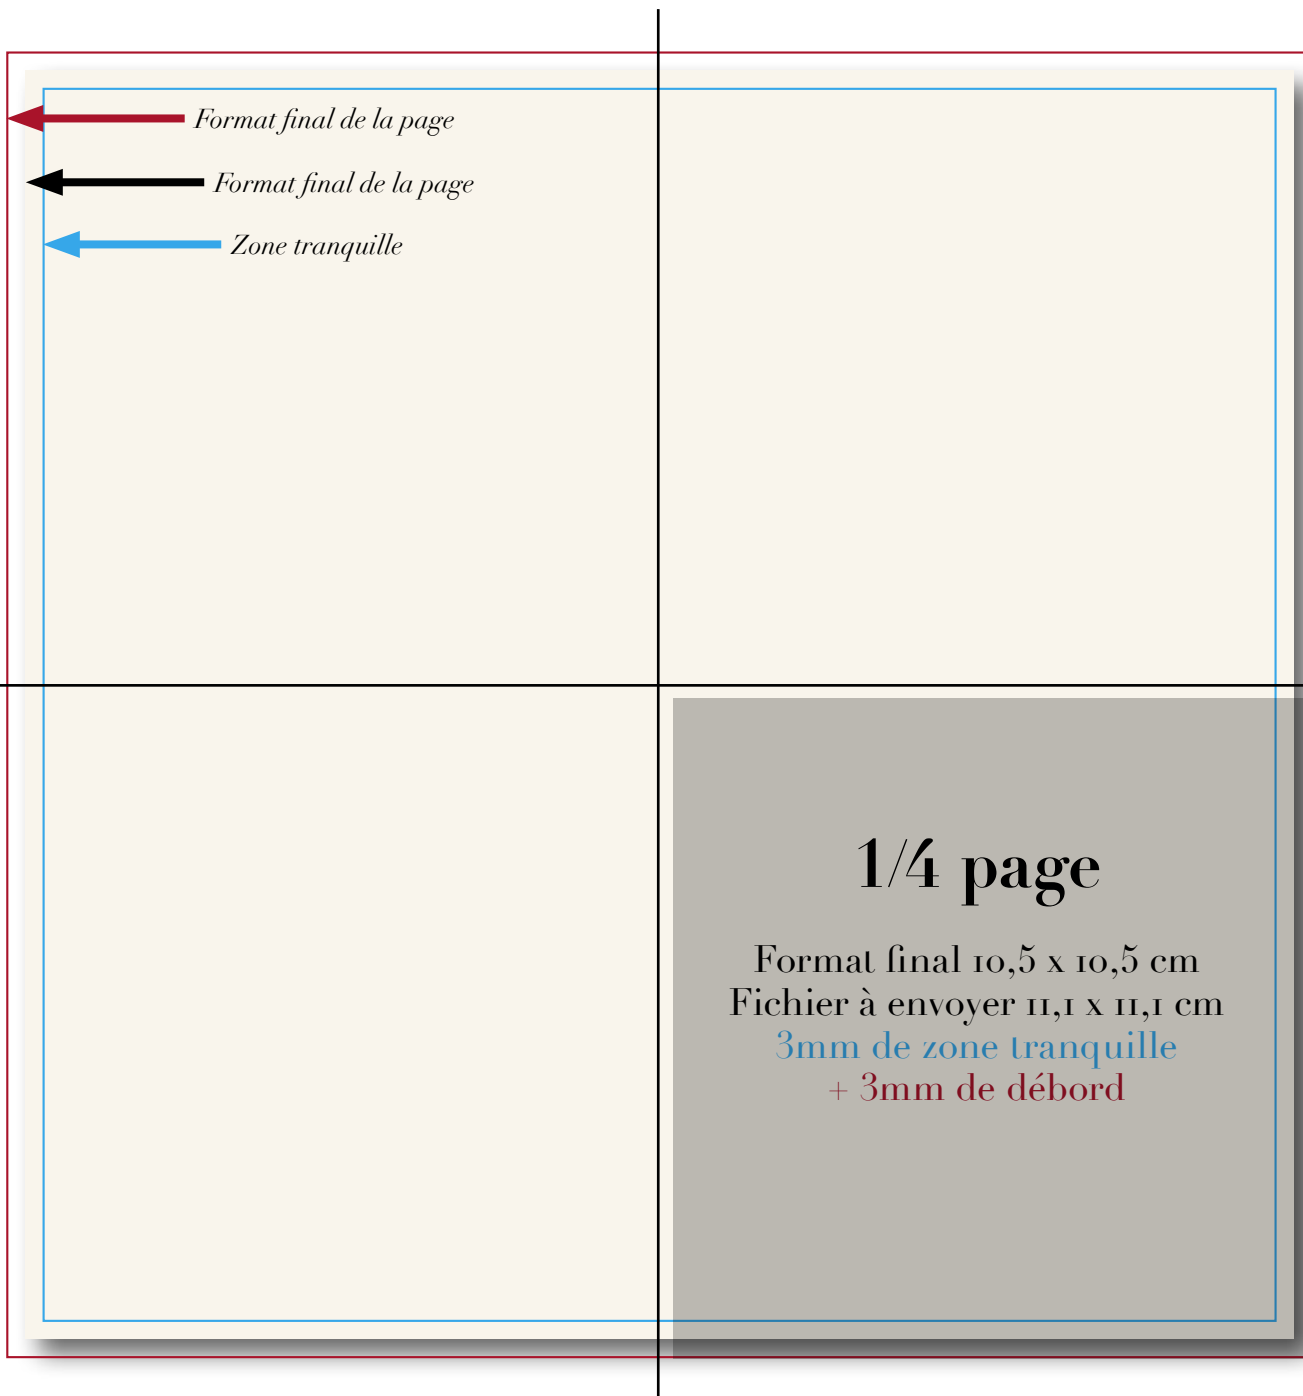 Format final de la page
Format final de la page
Zone tranquille
1/4 page
Format final 10,5 x 10,5 cm
Fichier à envoyer 11,1 x 11,1 cm
3mm de zone tranquille
+ 3mm de débord